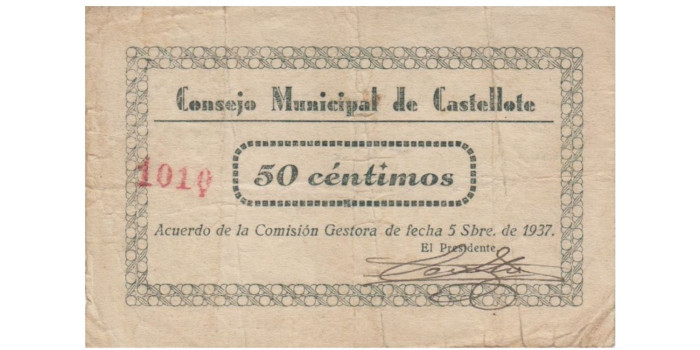 Consejo Municipal de Castellote
50 céntimos
1010
Acuerdo de la Comisión Gestora de fecha 5 Sbre. de 1937.
El Presidente,